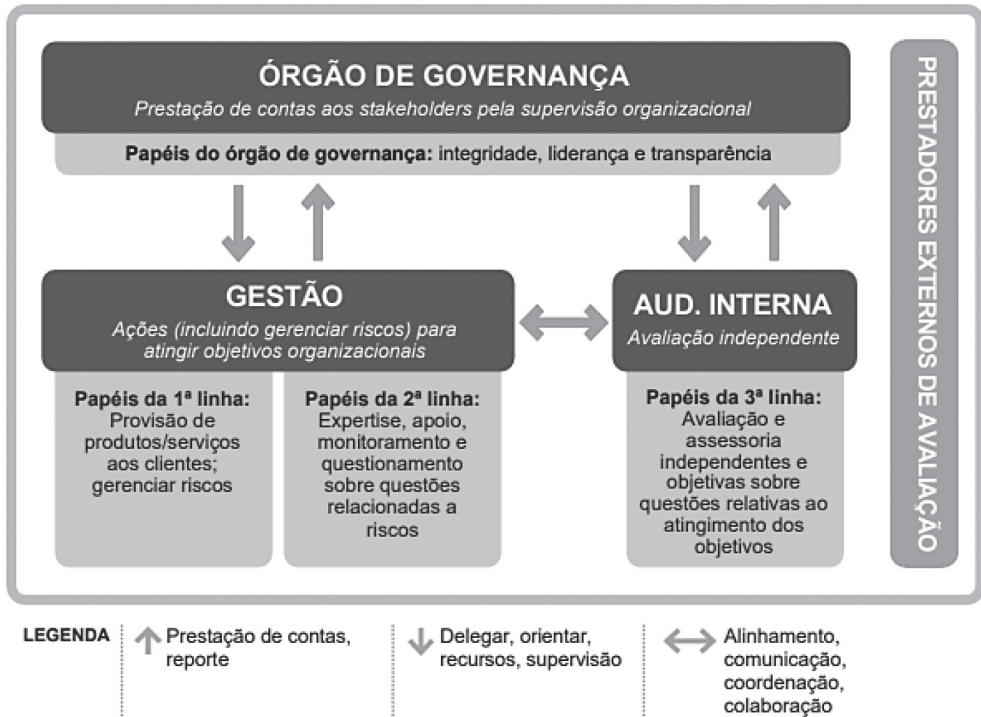 ÓRGÃO DE GOVERNANÇA
Prestação de contas aos stakeholders pela supervisão organizacional
Papéis do órgão de governança: integridade, liderança e transparência
GESTÃO
Ações (incluindo gerenciar riscos) para
atingir objetivos organizacionais
Papéis da 1ª linha:
Provisão de
produtos/serviços
aos clientes;
gerenciar riscos
Papéis da 2ª linha:
Expertise, apoio,
monitoramento e
questionamento
sobre questões
relacionadas a
riscos
AUD. INTERNA
Avaliação independente
Papéis da 3ª linha:
Avaliação e
assessoria
independentes e
objetivas sobre
questões relativas ao
atingimento dos
objetivos
PRESTADORES EXTERNOS DE AVALIAÇÃO
LEGENDA
Prestação de contas,
reporte
Delegar, orientar,
recursos, supervisão
Alinhamento,
comunicação,
coordenação,
colaboração